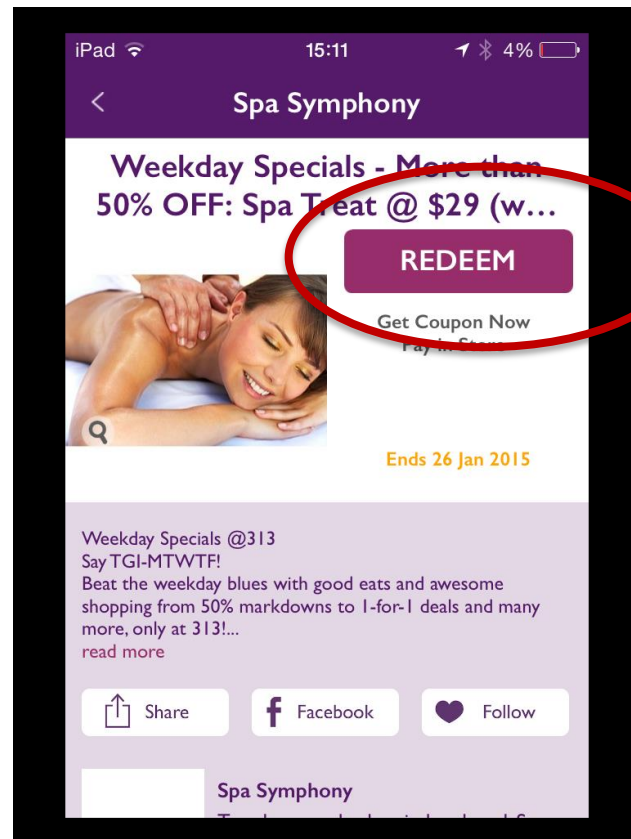 iPad 15:11 4%
Spa Symphony
Weekday Specials - More than
50% OFF: Spa Treat @ $29 (w...
REDEEM
Get Coupon Now
Pay in Store
Ends 26 Jan 2015
Weekday Specials @313
Say TGI-MTWTF!
Beat the weekday blues with good eats and awesome
shopping from 50% markdowns to 1-for-1 deals and many
more, only at 313!...
read more
Share Facebook Follow
Spa Symphony